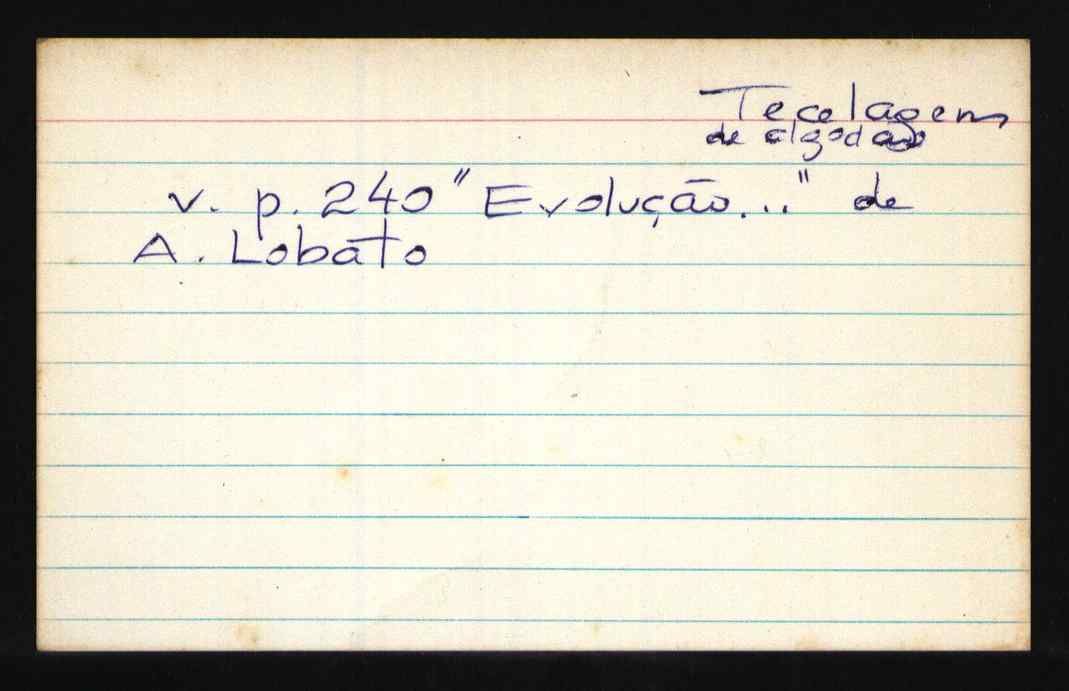 Tecelagem
de algodão
v. p. 240 "Evolução..." de
A. Lobato